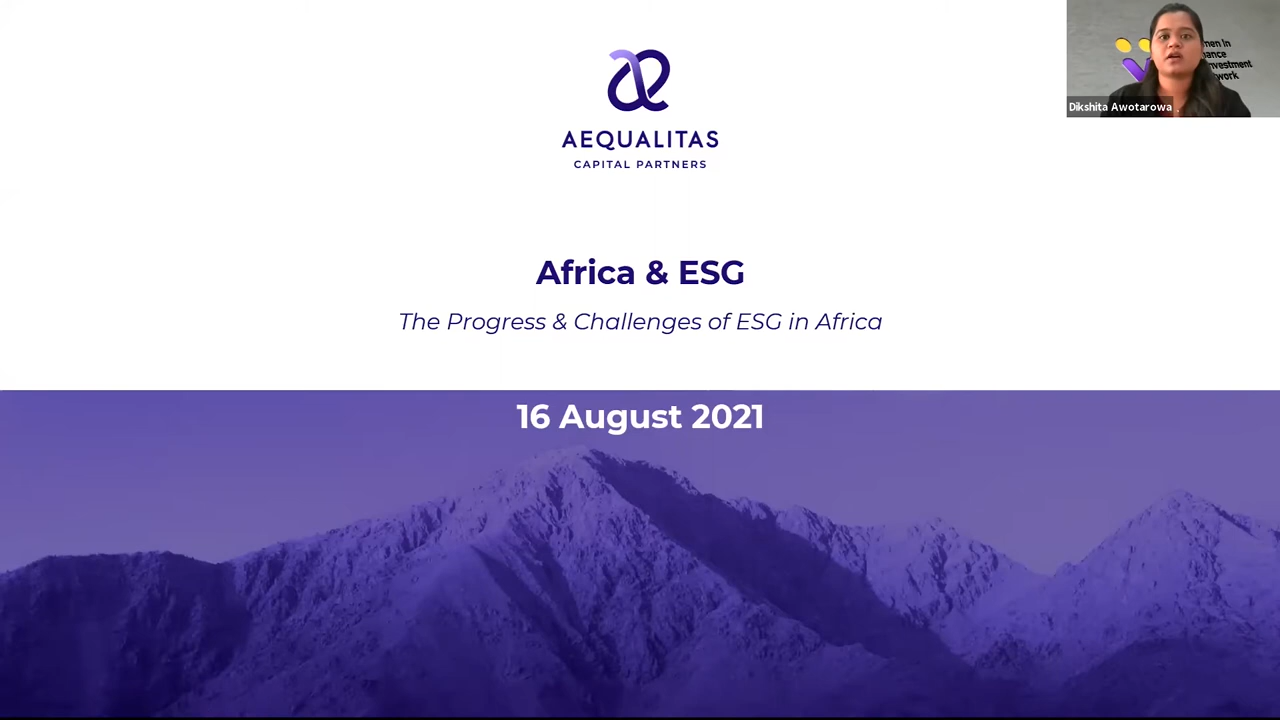 AEQUALITAS
CAPITAL PARTNERS
Africa & ESG
The Progress & Challenges of ESG in Africa
16 August 2021
Dikshita Awotarowa